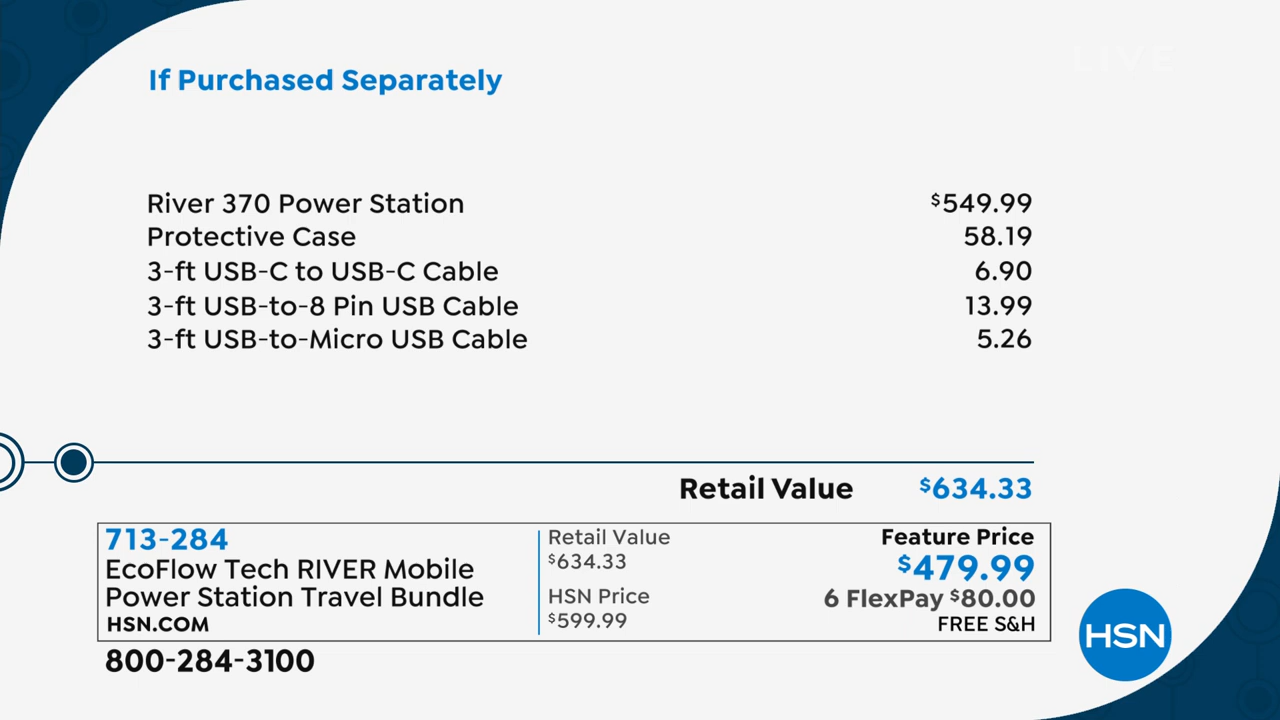 LIVE
If Purchased Separately
River 370 Power Station $549.99
Protective Case 58.19
3-ft USB-C to USB-C Cable 6.90
3-ft USB-to-8 Pin USB Cable 13.99
3-ft USB-to-Micro USB Cable 5.26
Retail Value $634.33
713-284
EcoFlow Tech RIVER Mobile
Power Station Travel Bundle
HSN.COM
Retail Value
$634.33
HSN Price
$599.99
Feature Price
$479.99
6 FlexPay $80.00
FREE S&H
800-284-3100
HSN